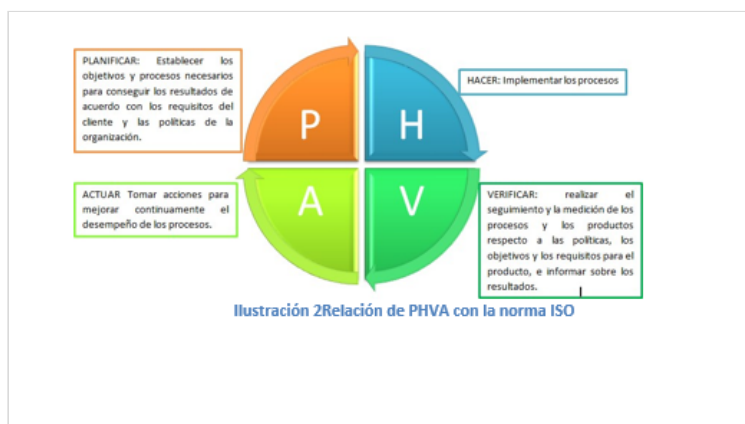 PLANIFICAR: Establecer los
objetivos y procesos necesarios
para conseguir los resultados de
acuerdo con los requisitos del
cliente y las políticas de la
organización.
P
H
HACER: Implementar los procesos
ACTUAR Tomar acciones para
mejorar continuamente el
desempeño de los procesos.
A
V
VERIFICAR: realizar el
seguimiento y la medición de los
procesos y los productos
respecto a las políticas, los
objetivos y los requisitos para el
producto, e informar sobre los
resultados.
Ilustración 2Relación de PHVA con la norma ISO